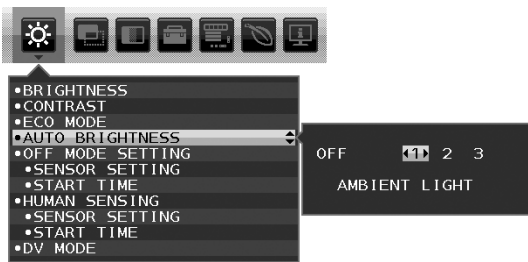 •BRIGHTNESS
•CONTRAST
•ECO MODE
•AUTO BRIGHTNESS
•OFF MODE SETTING
•SENSOR SETTING
•START TIME
•HUMAN SENSING
•SENSOR SETTING
•START TIME
•DV MODE
OFF 1 2 3
AMBIENT LIGHT